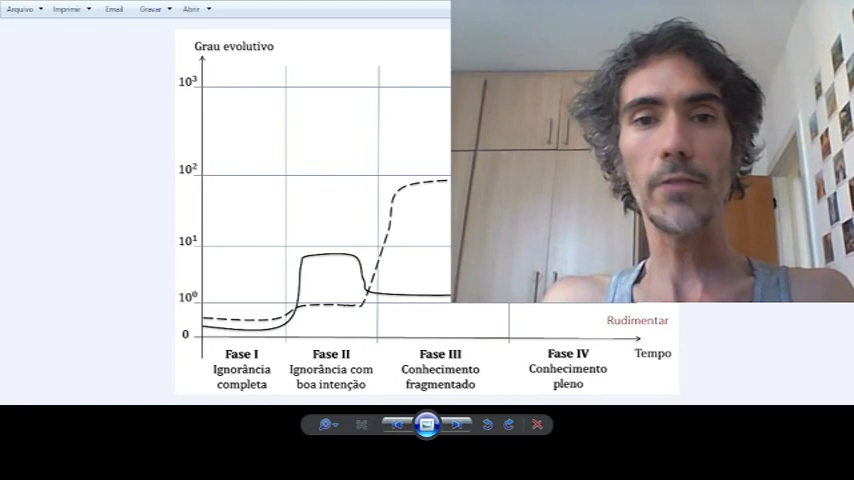 Arquivo Imprimir Email Gravar Abrir
Grau evolutivo
10³
10²
10¹
10⁰
0
Rudimentar
Tempo
Fase I
Ignorância
completa
Fase II
Ignorância com
boa intenção
Fase III
Conhecimento
fragmentado
Fase IV
Conhecimento
pleno